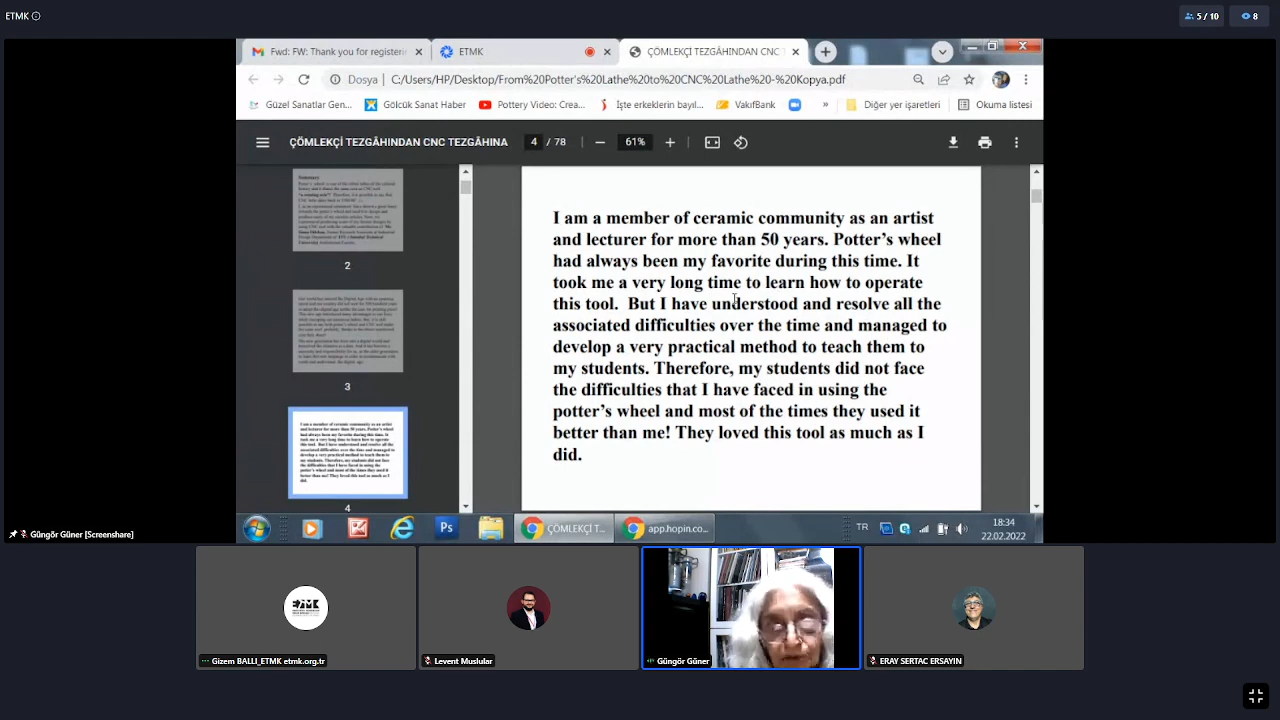 ETMK
5 / 10
8
Fwd: FW: Thank you for registeri
ETMK
ÇÖMLEKÇİ TEZGÂHINDAN CNC T
Dosya
C:/Users/HP/Desktop/From%20Potter's%20Lathe%20to%20CNC%20Lathe%20-%20Kopya.pdf
Güzel Sanatlar Gen...
Gölcük Sanat Haber
Pottery Video: Crea...
İşte erkeklerin bayıl...
VakıfBank
»
Diğer yer işaretleri
Okuma listesi
ÇÖMLEKÇİ TEZGÂHINDAN CNC TEZGÂHINA
4 / 78
61%
Summary
2
3
4
I am a member of ceramic community as an artist
and lecturer for more than 50 years. Potter's wheel
had always been my favorite during this time. It
took me a very long time to learn how to operate
this tool. But I have understood and resolve all the
associated difficulties over the time and managed to
develop a very practical method to teach them to
my students. Therefore, my students did not face
the difficulties that I have faced in using the
potter's wheel and most of the times they used it
better than me! They loved this tool as much as I
did.
Güngör Güner [Screenshare]
Ps
ÇÖMLEKÇİ T...
app.hopin.co...
TR
18:34
22.02.2022
ETMK
Gizem BALLI_ETMK etmk.org.tr
Levent Muslular
Güngör Güner
ERAY SERTAC ERSAYIN